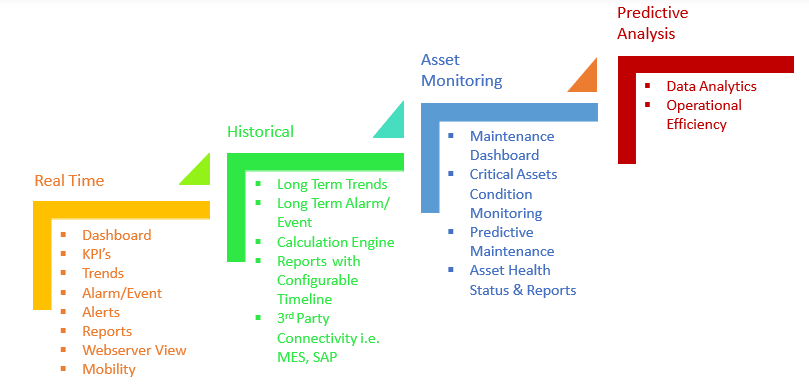 Real Time
▪ Dashboard
▪ KPI's
▪ Trends
▪ Alarm/Event
▪ Alerts
▪ Reports
▪ Webserver View
▪ Mobility
Historical
▪ Long Term Trends
▪ Long Term Alarm/
Event
▪ Calculation Engine
▪ Reports with
Configurable
Timeline
▪ 3rd Party
Connectivity i.e.
MES, SAP
Asset
Monitoring
▪ Maintenance
Dashboard
▪ Critical Assets
Condition
Monitoring
▪ Predictive
Maintenance
▪ Asset Health
Status & Reports
Predictive
Analysis
▪ Data Analytics
▪ Operational
Efficiency